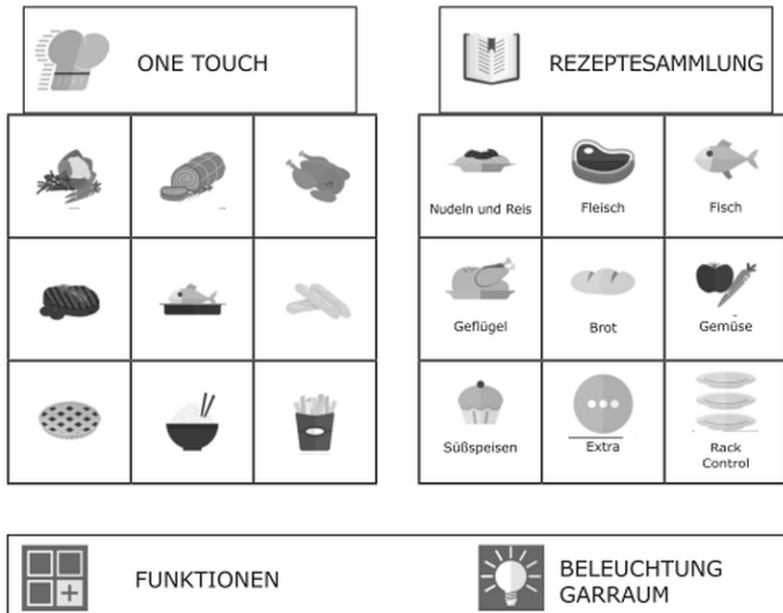 ONE TOUCH
REZEPTESAMMLUNG
Nudeln und Reis
Fleisch
Fisch
Geflügel
Brot
Gemüse
Süßspeisen
Extra
Rack
Control
FUNKTIONEN
BELEUCHTUNG
GARRAUM